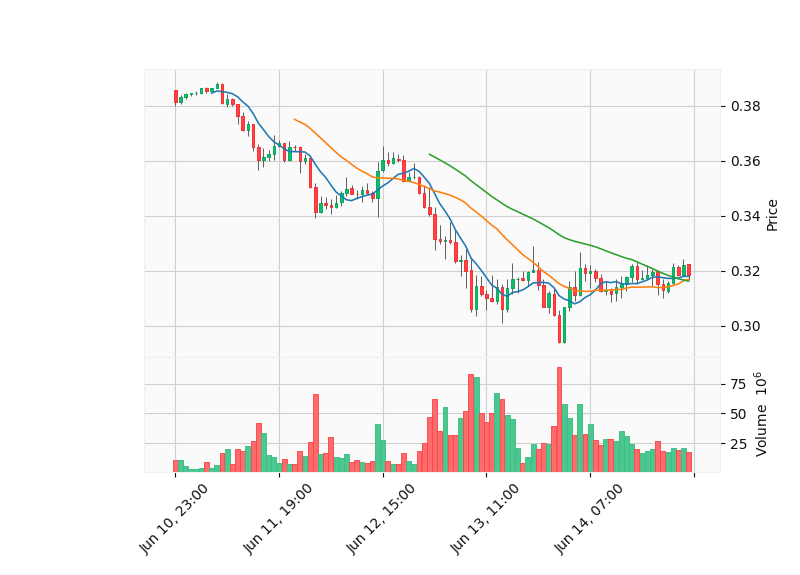 0.38
0.36
0.34
0.32
0.30
Price
75
50
25
Volume 10^6
Jun 10, 23:00
Jun 11, 19:00
Jun 12, 15:00
Jun 13, 11:00
Jun 14, 07:00